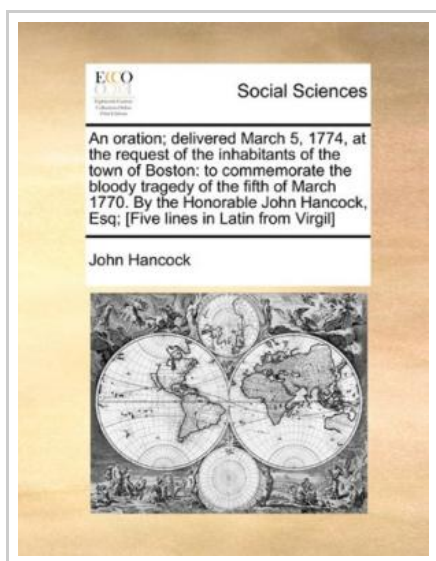 ECCO
Social Sciences
An oration; delivered March 5, 1774, at
the request of the inhabitants of the
town of Boston: to commemorate the
bloody tragedy of the fifth of March
1770. By the Honorable John Hancock,
Esq; [Five lines in Latin from Virgil]
John Hancock